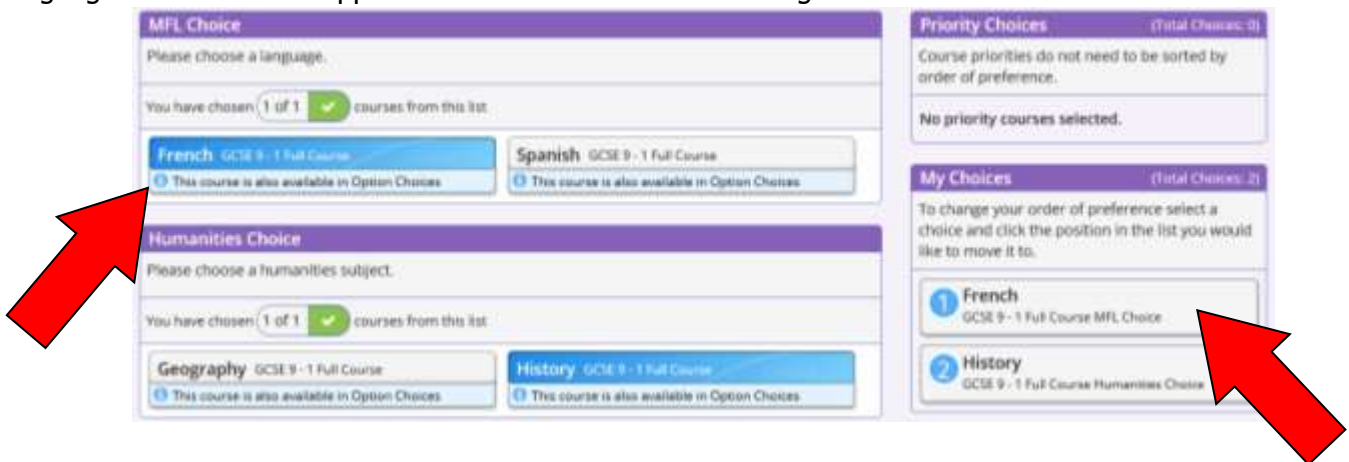 MFL Choice
Please choose a language.
You have chosen 1 of 1 courses from this list
French GCSE 9 - 1 Full Course
This course is also available in Option Choices
Spanish GCSE 9 - 1 Full Course
This course is also available in Option Choices
Humanities Choice
Please choose a humanities subject.
You have chosen 1 of 1 courses from this list
Geography GCSE 9 - 1 Full Course
This course is also available in Option Choices
History GCSE 9 - 1 Full Course
This course is also available in Option Choices
Priority Choices (Total Choices: 0)
Course priorities do not need to be sorted by
order of preference.
No priority courses selected.
My Choices (Total Choices: 2)
To change your order of preference select a
choice and click the position in the list you would
like to move it to.
1 French
GCSE 9 - 1 Full Course MFL Choice
2 History
GCSE 9 - 1 Full Course Humanities Choice